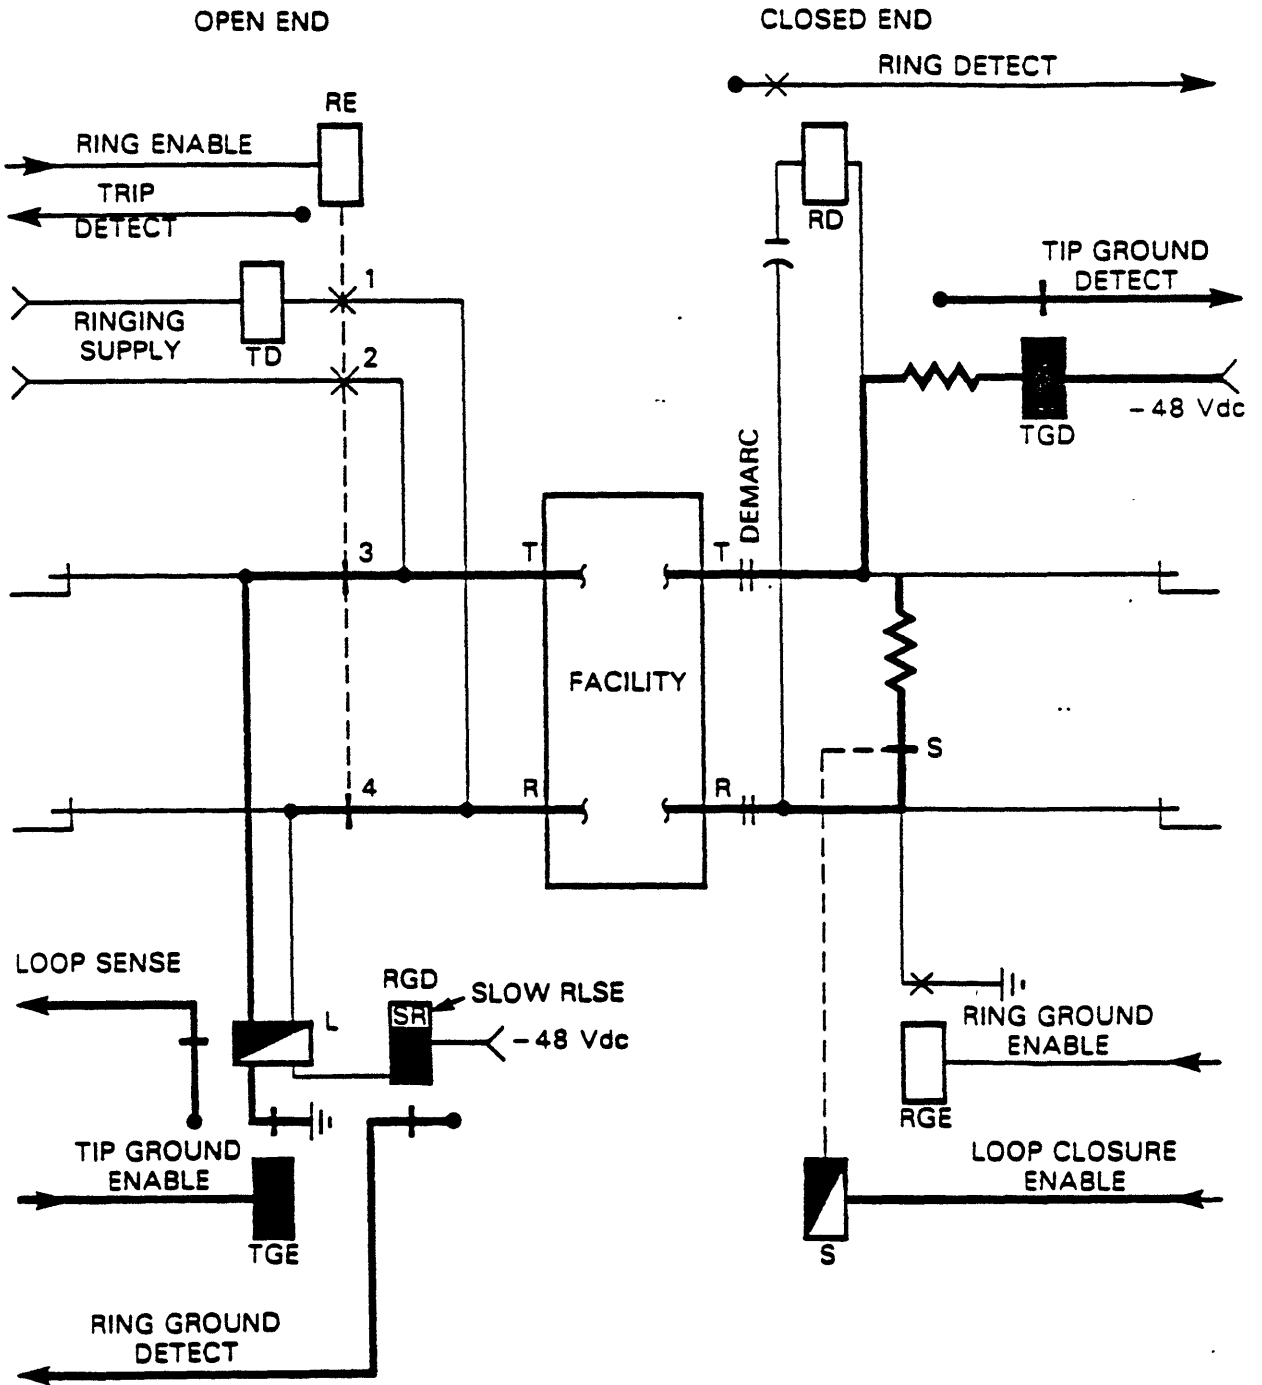 OPEN END
CLOSED END
RING DETECT
RE
RING ENABLE
TRIP
DETECT
RD
TIP GROUND
DETECT
1
RINGING
SUPPLY
TD
2
-48 Vdc
TGD
DEMARC
3
T
T
FACILITY
S
4
R
R
LOOP SENSE
RGD
SR
SLOW RLSE
L
-48 Vdc
RING GROUND
ENABLE
RGE
TIP GROUND
ENABLE
LOOP CLOSURE
ENABLE
TGE
S
RING GROUND
DETECT